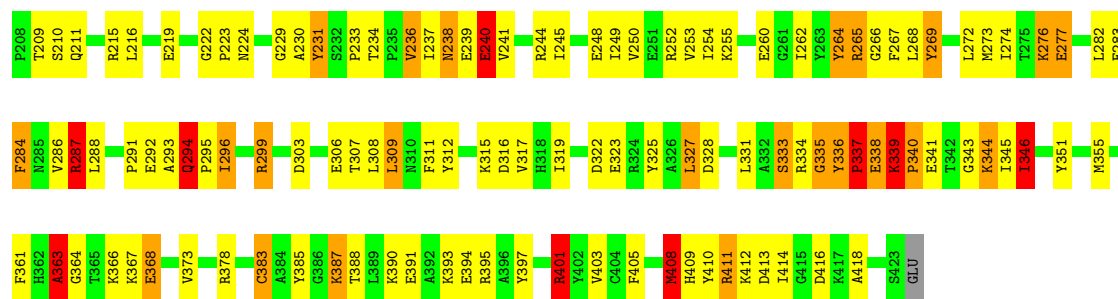 P208 T209 S210 Q211 R215 L216 E219 G222 P223 N224 G229 A230 Y231 S232 P233 T234 P235 V236 I237 N238 E239 E240 V241 R244 I245 E248 I249 V250 E251 R252 V253 I254 K255 E260 G261 I262 Y263 Y264 R265 G266 F267 L268 Y269 L272 M273 I274 T275 K276 E277 L282
F284 N285 V286 R287 L288 P291 E292 A293 Q294 P295 I296 R299 D303 E306 T307 L308 L309 N310 F311 Y312 K315 D316 V317 H318 I319 D322 E323 R324 Y325 A326 L327 D328 L331 A332 S333 R334 G335 Y336 P337 E338 K339 P340 E341 T342 G343 K344 I345 I346 Y351 M355
F361 H362 A363 G364 T365 K366 K367 E368 V373 R378 C383 A384 Y385 G386 K387 T388 L389 K390 E391 A392 K393 E394 R395 A396 Y397 R401 Y402 V403 C404 F405 M408 H409 Y410 R411 K412 D413 I414 G415 D416 K417 A418 S423 GLU